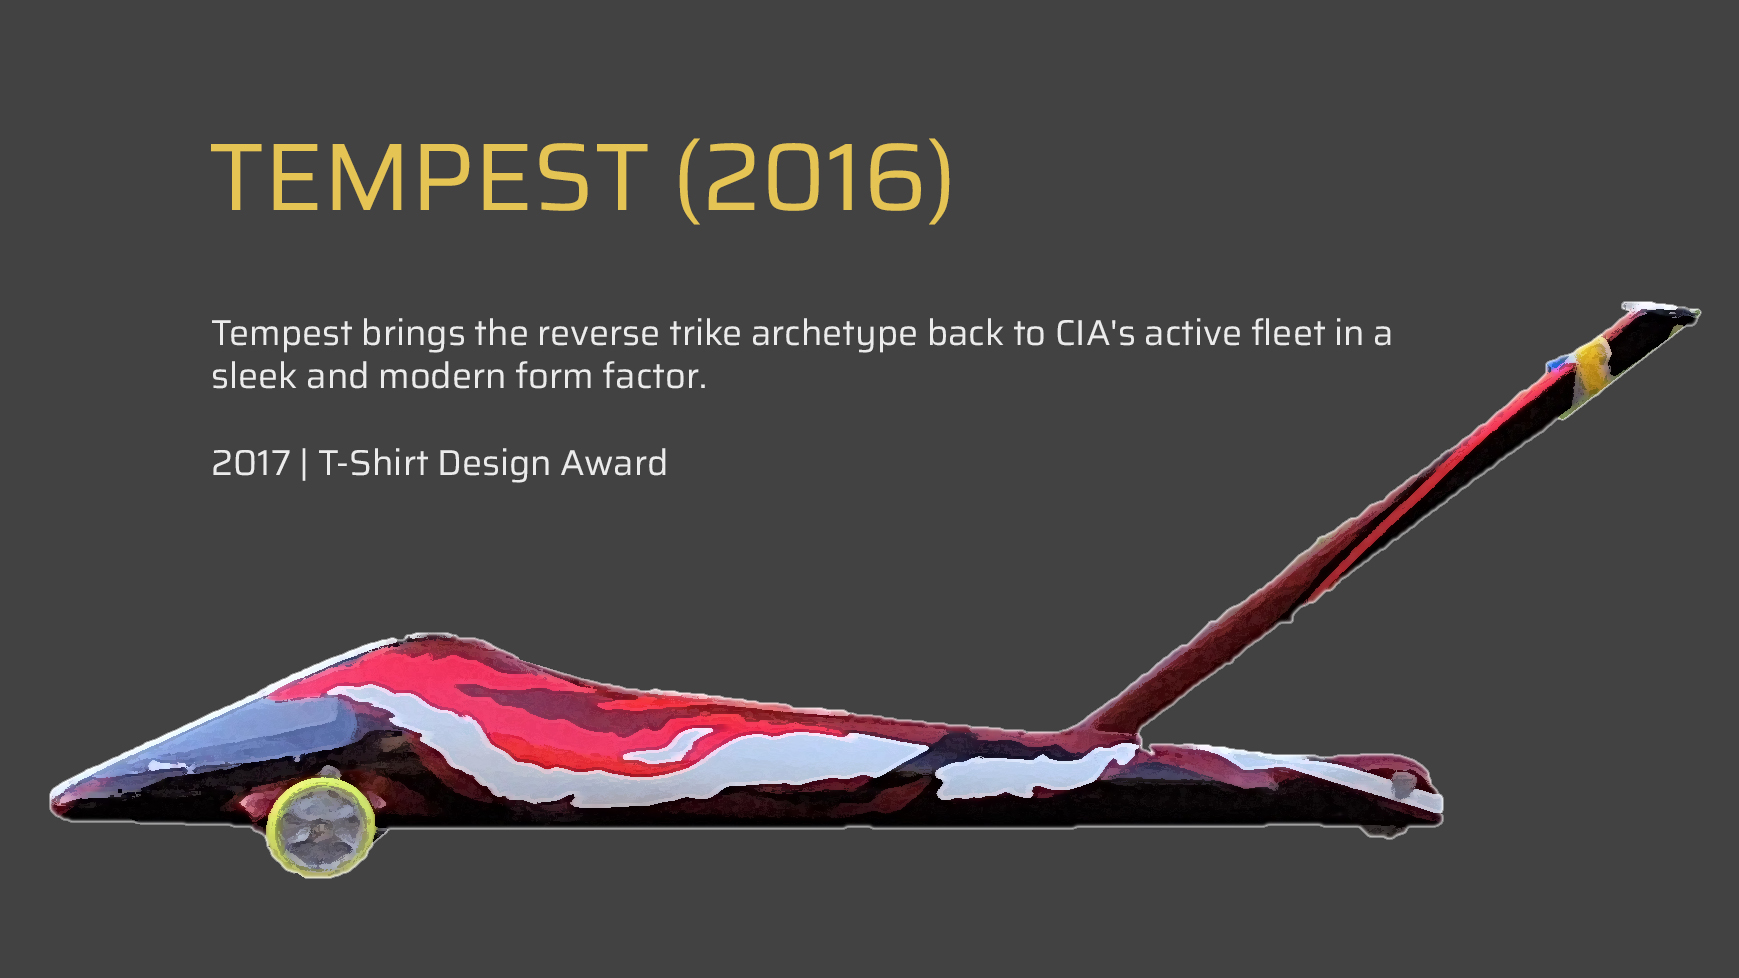 TEMPEST (2016)
Tempest brings the reverse trike archetype back to CIA's active fleet in a
sleek and modern form factor.
2017 | T-Shirt Design Award